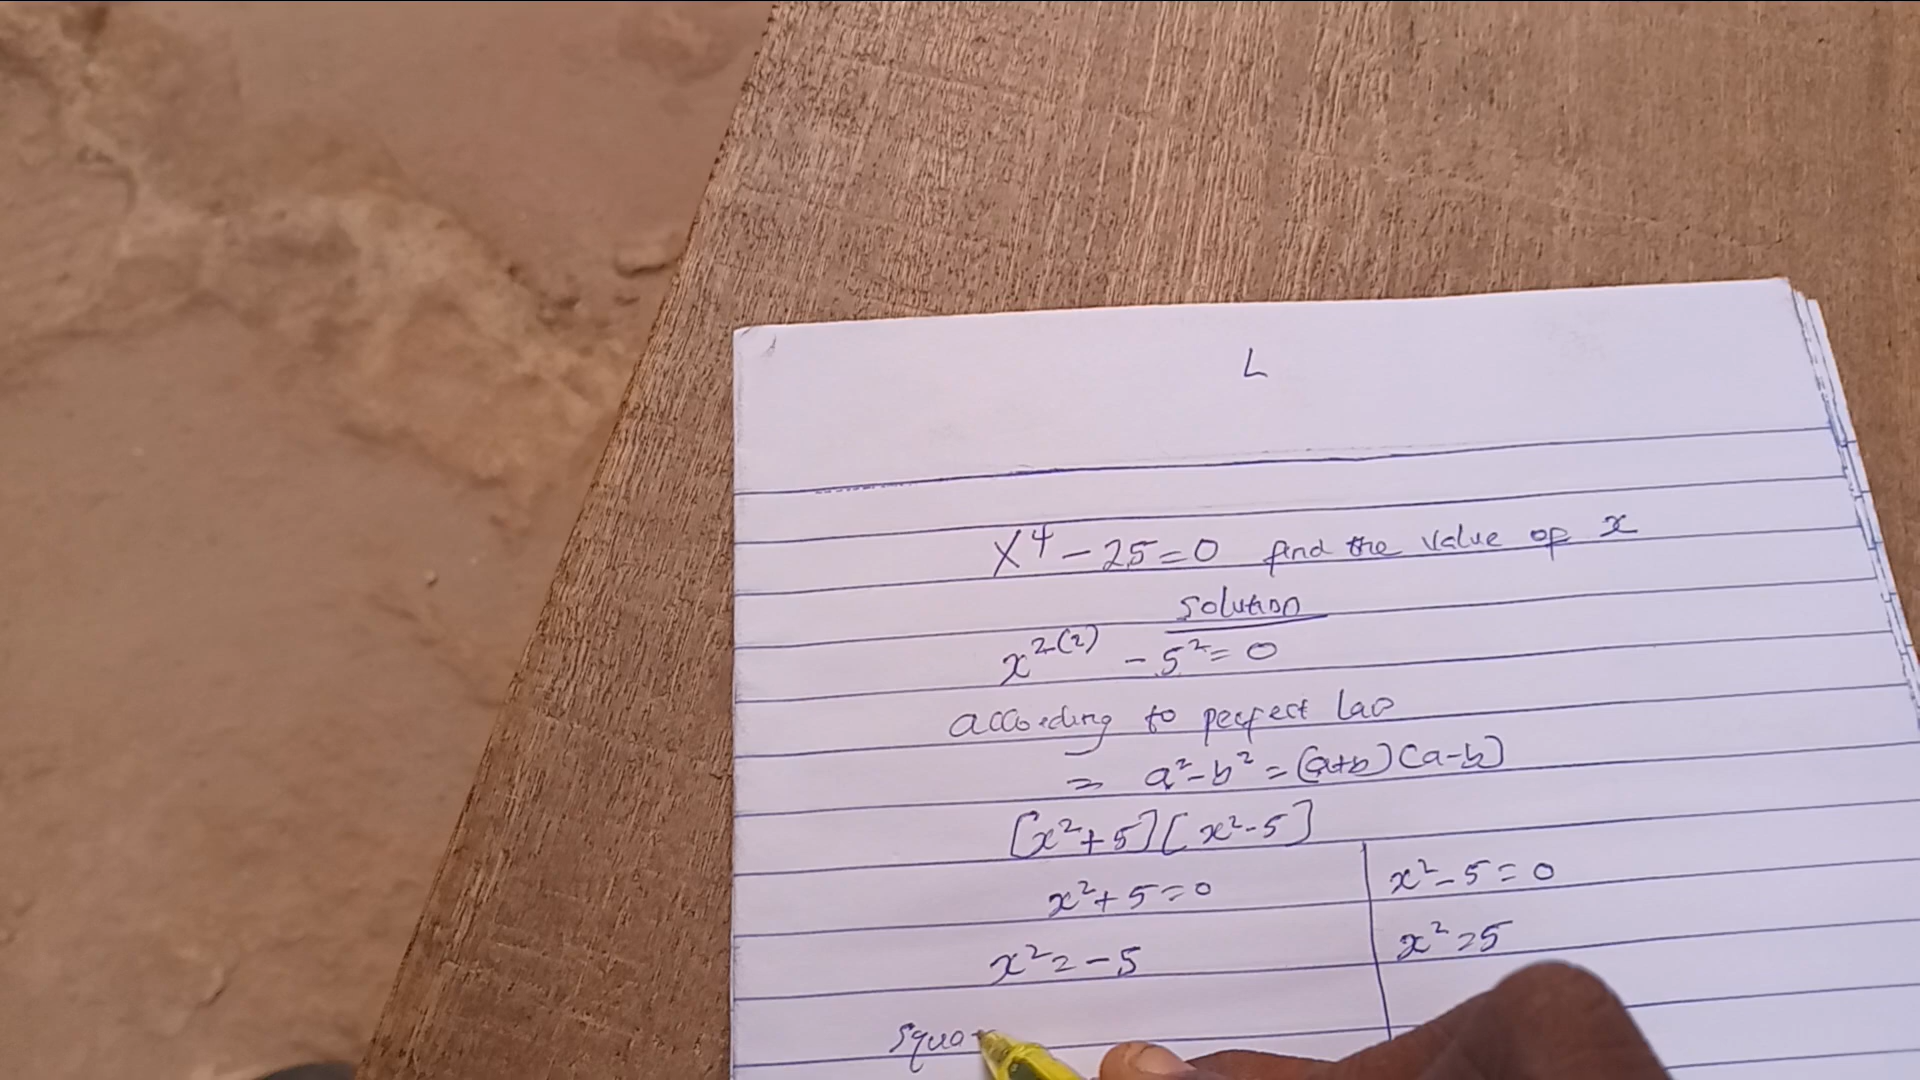 L
X⁴ - 25 = 0 find the value of x
Solution
x²⁽²⁾ - 5² = 0
according to perfect law
= a² - b² = (a+b)(a-b)
[x² + 5][x² - 5]
x² + 5 = 0
x² = -5
squa
x² - 5 = 0
x² = 5